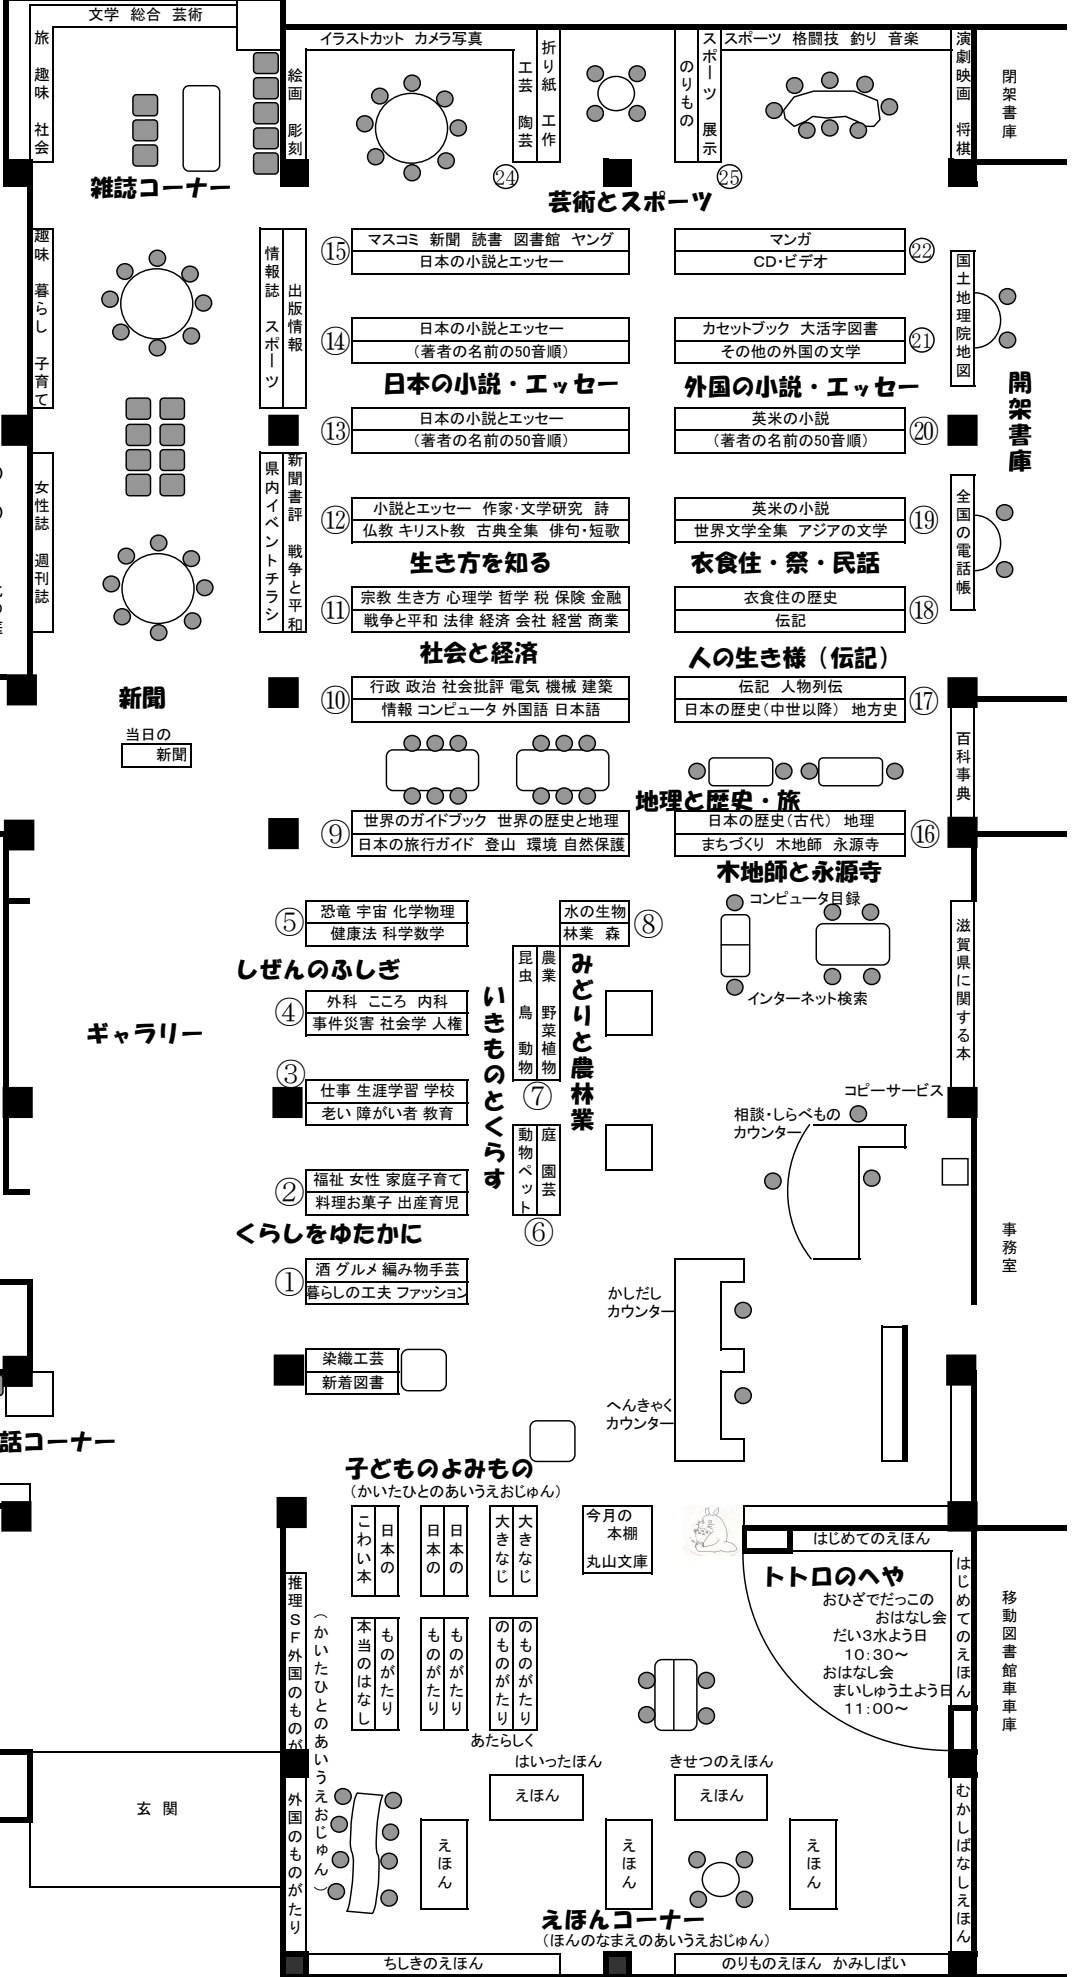 文学 総合 芸術
旅 趣味 社会
絵画 彫刻
雑誌コーナー
イラストカット カメラ写真
工芸 陶芸
折り紙 工作
のりもの
スポーツ 展示
スポーツ 格闘技 釣り 音楽
演劇映画 将棋
閉架書庫
㉔
㉕
芸術とスポーツ
趣味 暮らし 子育て
情報誌 スポーツ
出版情報
⑮
マスコミ 新聞 読書 図書館 ヤング
日本の小説とエッセー
マンガ
CD・ビデオ
㉒
国土地理院地図
⑭
日本の小説とエッセー
(著者の名前の50音順)
カセットブック 大活字図書
その他の外国の文学
㉑
日本の小説・エッセー
外国の小説・エッセー
開架書庫
⑬
日本の小説とエッセー
(著者の名前の50音順)
英米の小説
(著者の名前の50音順)
⑳
女性誌 週刊誌
県内イベントチラシ
新聞書評 戦争と平和
⑫
小説とエッセー 作家・文学研究 詩
仏教 キリスト教 古典全集 俳句・短歌
英米の小説
世界文学全集 アジアの文学
⑲
全国の電話帳
生き方を知る
衣食住・祭・民話
⑪
宗教 生き方 心理学 哲学 税 保険 金融
戦争と平和 法律 経済 会社 経営 商業
衣食住の歴史
伝記
⑱
社会と経済
人の生き様(伝記)
新聞
当日の
新聞
⑩
行政 政治 社会批評 電気 機械 建築
情報 コンピュータ 外国語 日本語
伝記 人物列伝
日本の歴史(中世以降) 地方史
⑰
百科事典
地理と歴史・旅
⑨
世界のガイドブック 世界の歴史と地理
日本の旅行ガイド 登山 環境 自然保護
日本の歴史(古代) 地理
まちづくり 木地師 永源寺
⑯
木地師と永源寺
コンピュータ目録
インターネット検索
滋賀県に関する本
⑤
恐竜 宇宙 化学物理
健康法 科学数学
水の生物
林業 森
⑧
しぜんのふしぎ
昆虫 鳥 動物
農業 野菜植物
みどりと農林業
いきものとくらす
④
外科 こころ 内科
事件災害 社会学 人権
ギャラリー
③
仕事 生涯学習 学校
老い 障がい者 教育
⑦
動物ペット
庭 園芸
⑥
コピーサービス
相談・しらべもの
カウンター
②
福祉 女性 家庭子育て
料理お菓子 出産育児
くらしをゆたかに
①
酒 グルメ 編み物手芸
暮らしの工夫 ファッション
事務室
かしだし
カウンター
染織工芸
新着図書
へんきゃく
カウンター
話コーナー
子どものよみもの
(かいたひとのあいうえおじゅん)
こわい本
日本の
日本の
日本の
大きなじ
大きなじ
本当のはなし
ものがたり
ものがたり
ものがたり
のものがたり
のものがたり
今月の
本棚
丸山文庫
はじめてのえほん
トトロのへや
おひざでだっこの
おはなし会
だい3水よう日
10:30～
おはなし会
まいしゅう土よう日
11:00～
はじめてのえほん
移動図書館車車庫
推理SF外国のものが
(かいたひとのあいうえおじゅん)
外国のものがたり
あたらしく
はいったほん
えほん
きせつのえほん
えほん
えほん
えほん
えほん
むかしばなしえほん
玄 関
えほんコーナー
(ほんのなまえのあいうえおじゅん)
ちしきのえほん
のりものえほん かみしばい